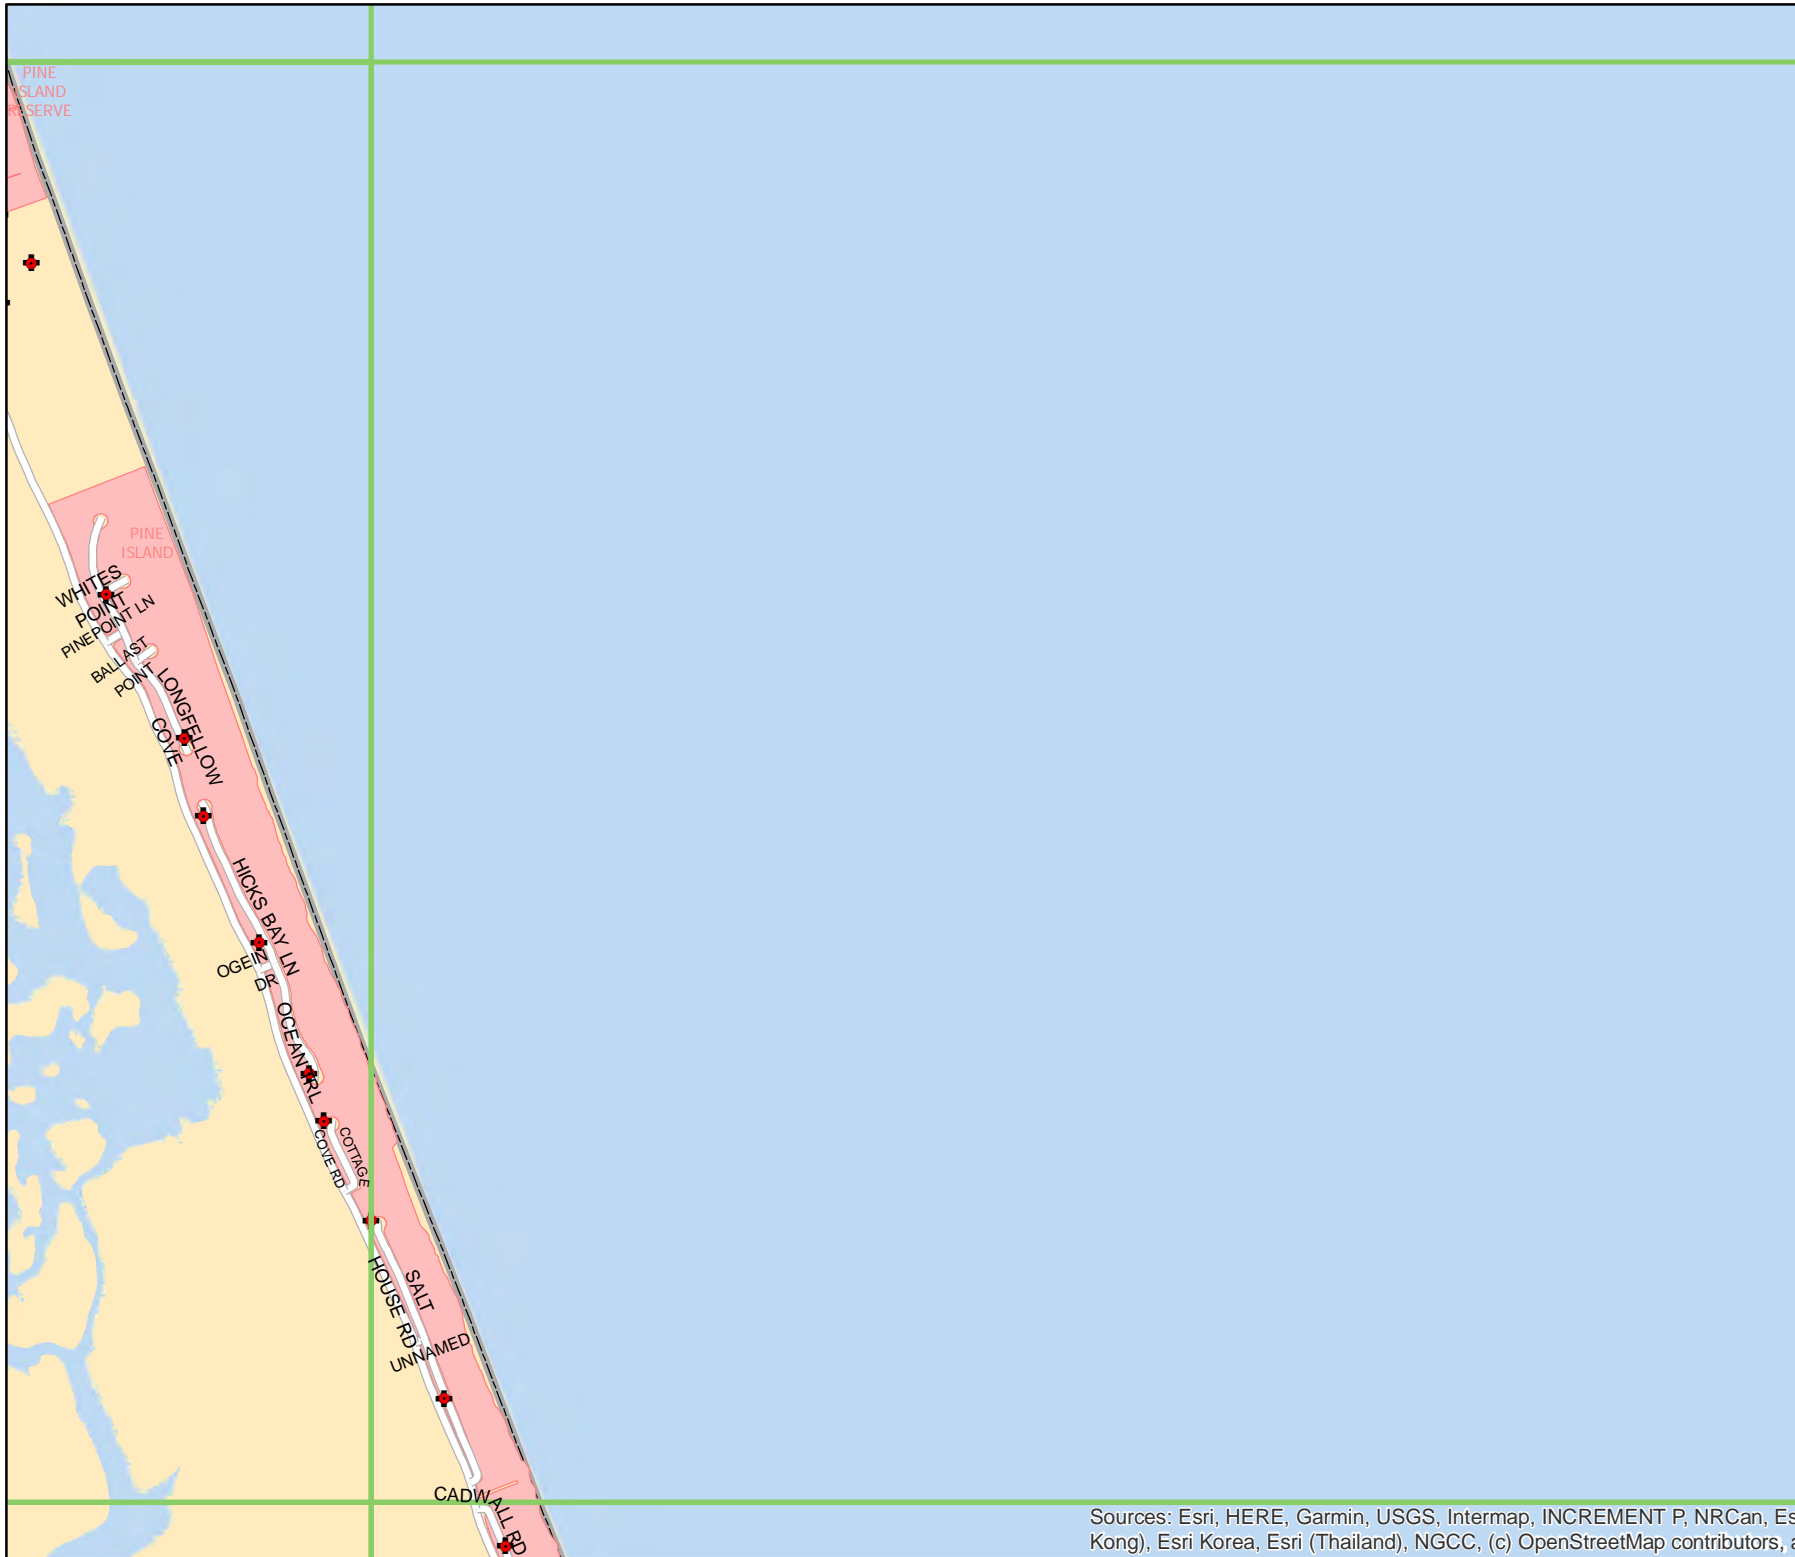 PINE
ISLAND
RESERVE
PINE
ISLAND
WHITES
POINT
PINEPOINT LN
BALLAST
POINT
LONGFELLOW
COVE
HICKS BAY LN
OGEIN
DR
OCEAN TRL
COTTAGE
COVE RD
SALT
HOUSE RD
UNNAMED
CADWALL RD
Sources: Esri, HERE, Garmin, USGS, Intermap, INCREMENT P, NRCan, Es
Kong), Esri Korea, Esri (Thailand), NGCC, (c) OpenStreetMap contributors, a